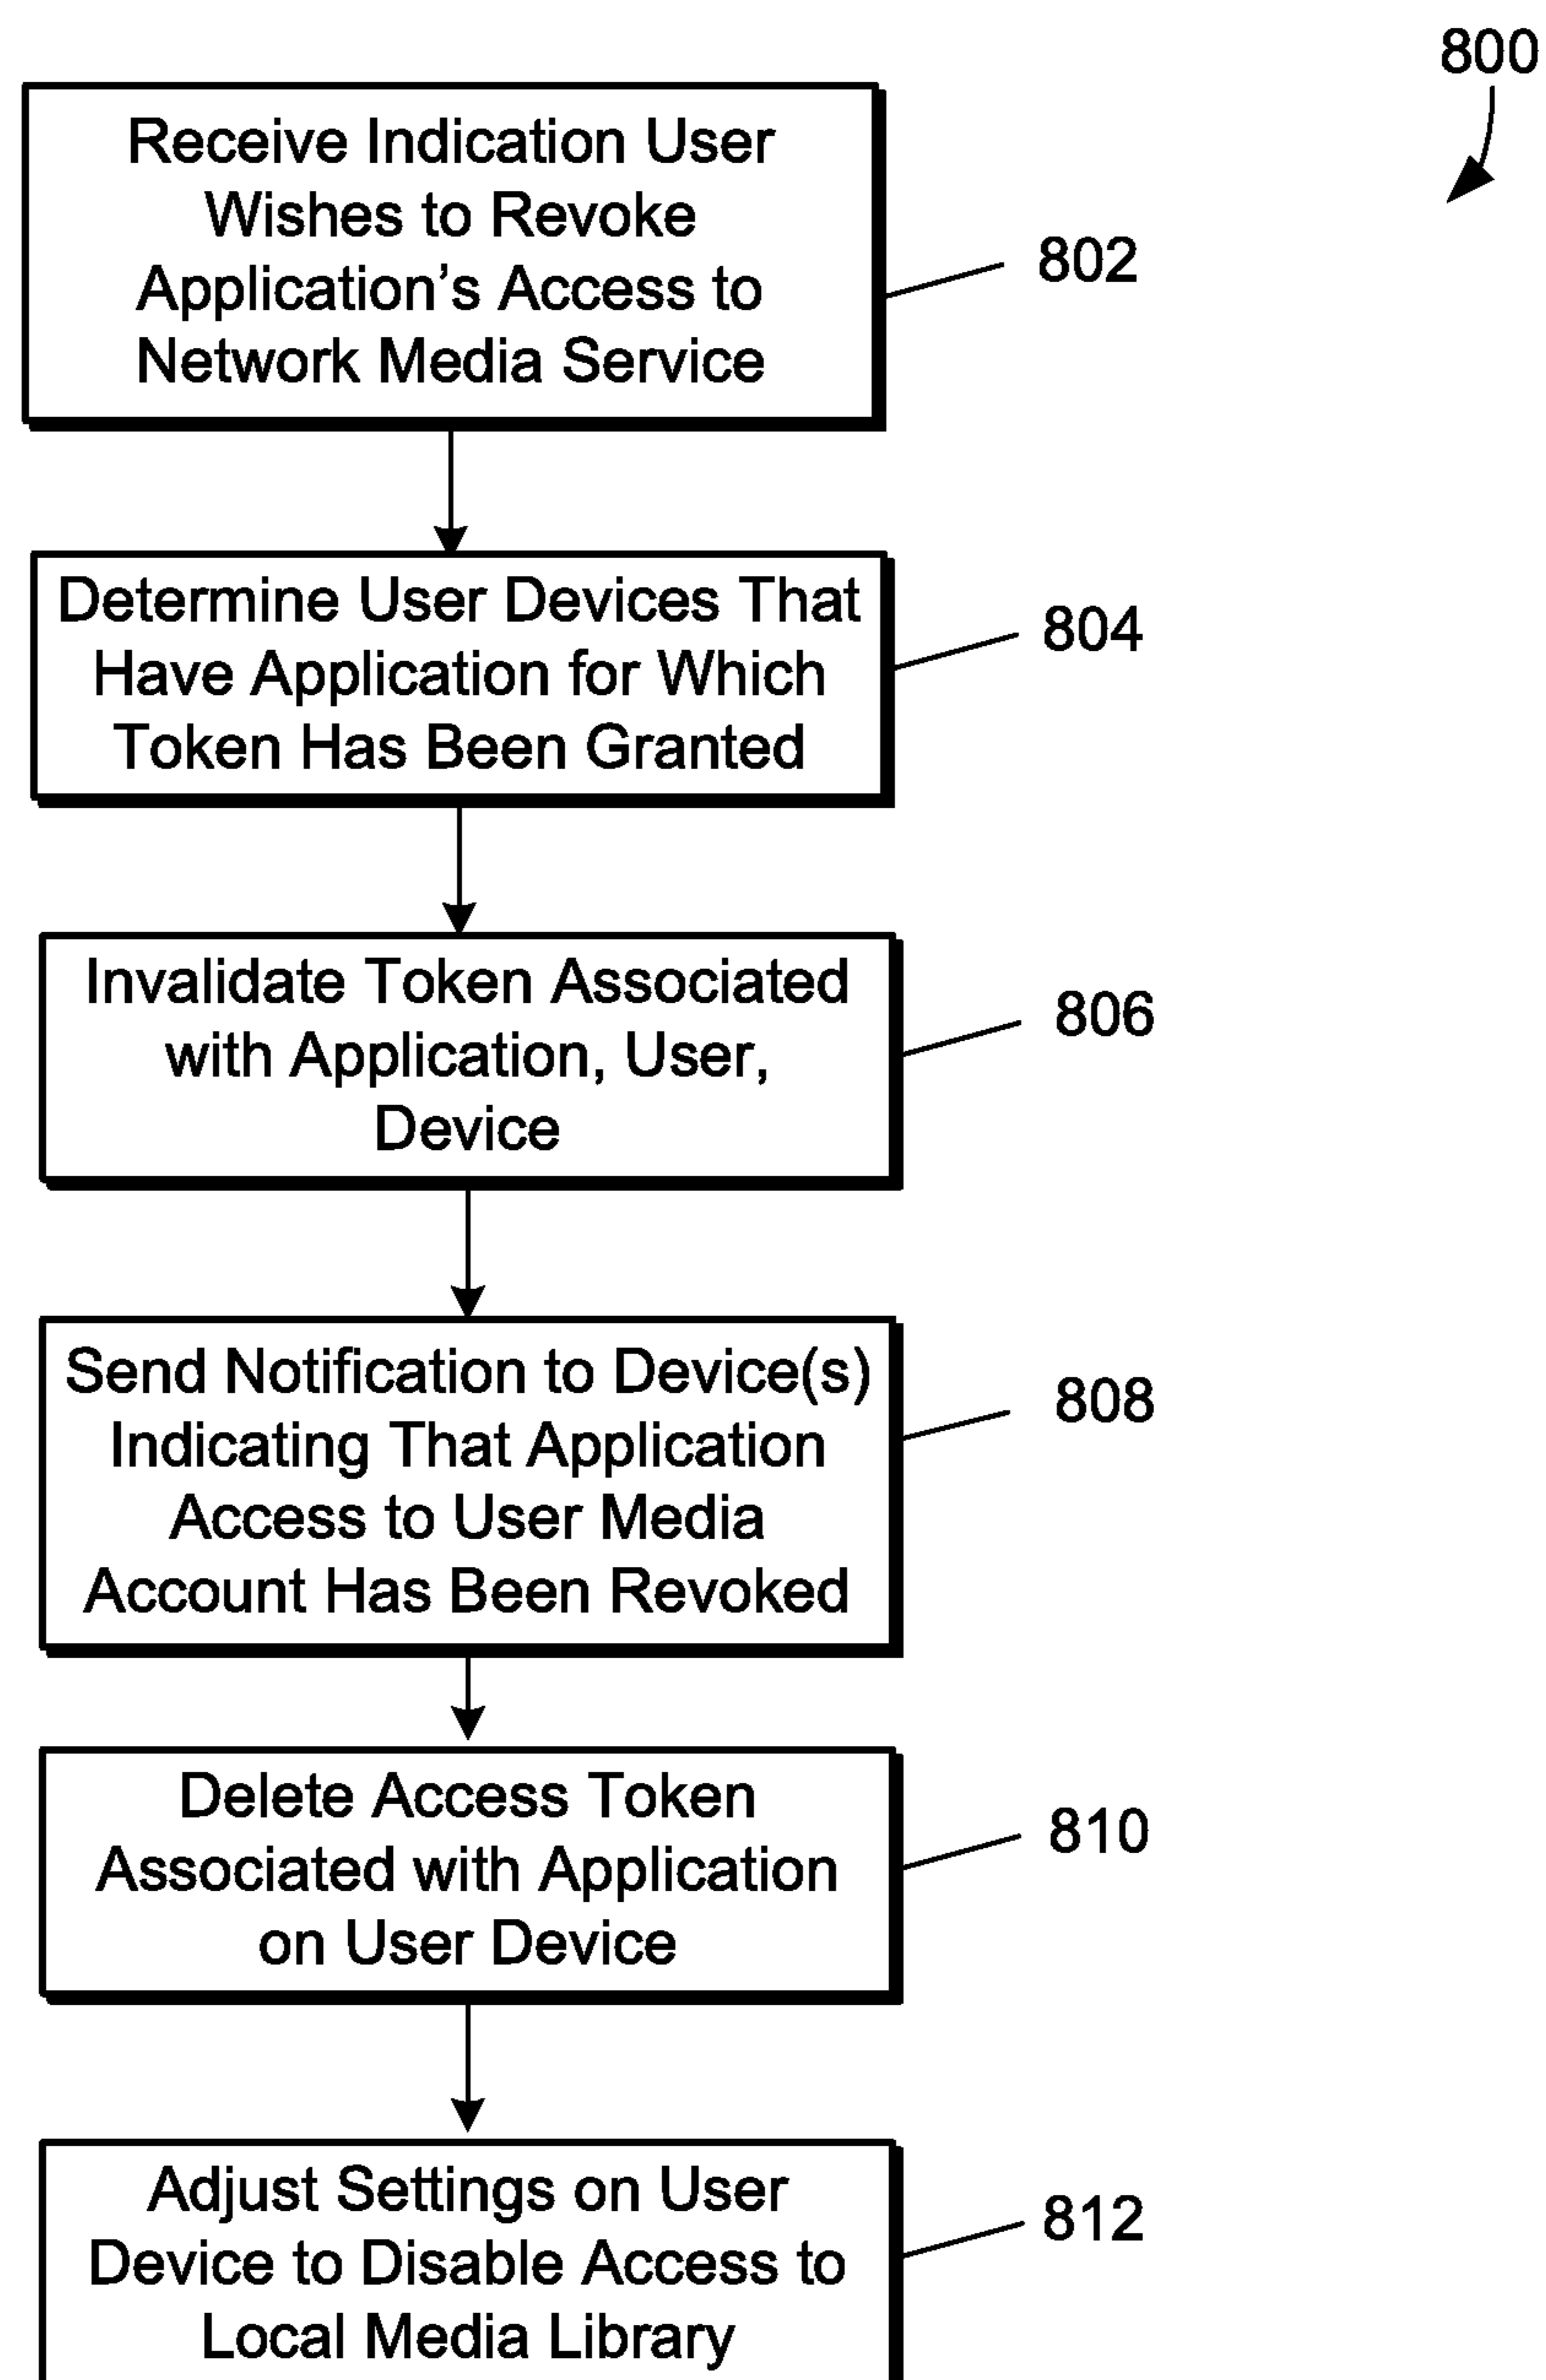 800
Receive Indication User
Wishes to Revoke
Application’s Access to
Network Media Service
802
Determine User Devices That
Have Application for Which
Token Has Been Granted
804
Invalidate Token Associated
with Application, User,
Device
806
Send Notification to Device(s)
Indicating That Application
Access to User Media
Account Has Been Revoked
808
Delete Access Token
Associated with Application
on User Device
810
Adjust Settings on User
Device to Disable Access to
Local Media Library
812